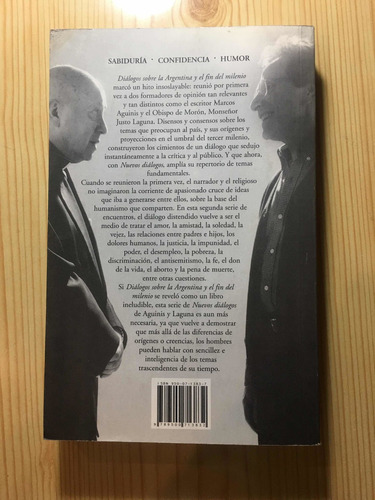 SABIDURÍA · CONFIDENCIA · HUMOR
Diálogos sobre la Argentina y el fin del milenio
marcó un hito insoslayable: reunió por primera
vez a dos formadores de opinión tan relevantes
y tan distintos como el escritor Marcos
Aguinis y el Obispo de Morón, Monseñor
Justo Laguna. Disensos y consensos sobre los
temas que preocupan al país, y sus orígenes y
proyecciones en el umbral del tercer milenio,
construyeron los cimientos de un diálogo que sedujo
instantáneamente a la crítica y al público. Y que ahora,
con Nuevos diálogos, amplía su repertorio de temas
fundamentales.
Cuando se reunieron la primera vez, el narrador y el religioso
no imaginaron la corriente de apasionado cruce de ideas
que iba a generarse entre ellos, sobre la base del
humanismo que comparten. En esta segunda serie de
encuentros, el diálogo distendido vuelve a ser el
medio de tratar el amor, la amistad, la soledad, la
vejez, las relaciones entre padres e hijos, los
dolores humanos, la justicia, la impunidad, el
poder, el desempleo, la pobreza, la
discriminación, el antisemitismo, la fe, el don
de la vida, el aborto y la pena de muerte,
entre otras cuestiones.
Si Diálogos sobre la Argentina y el fin del
milenio se reveló como un libro
ineludible, esta serie de Nuevos diálogos
de Aguinis y Laguna es aun más
necesaria, ya que vuelve a demostrar
que más allá de las diferencias de
orígenes o creencias, los hombres
pueden hablar con sencillez e
inteligencia de los temas
trascendentes de su tiempo.
ISBN 950-07-1383-7
9 789500 713832